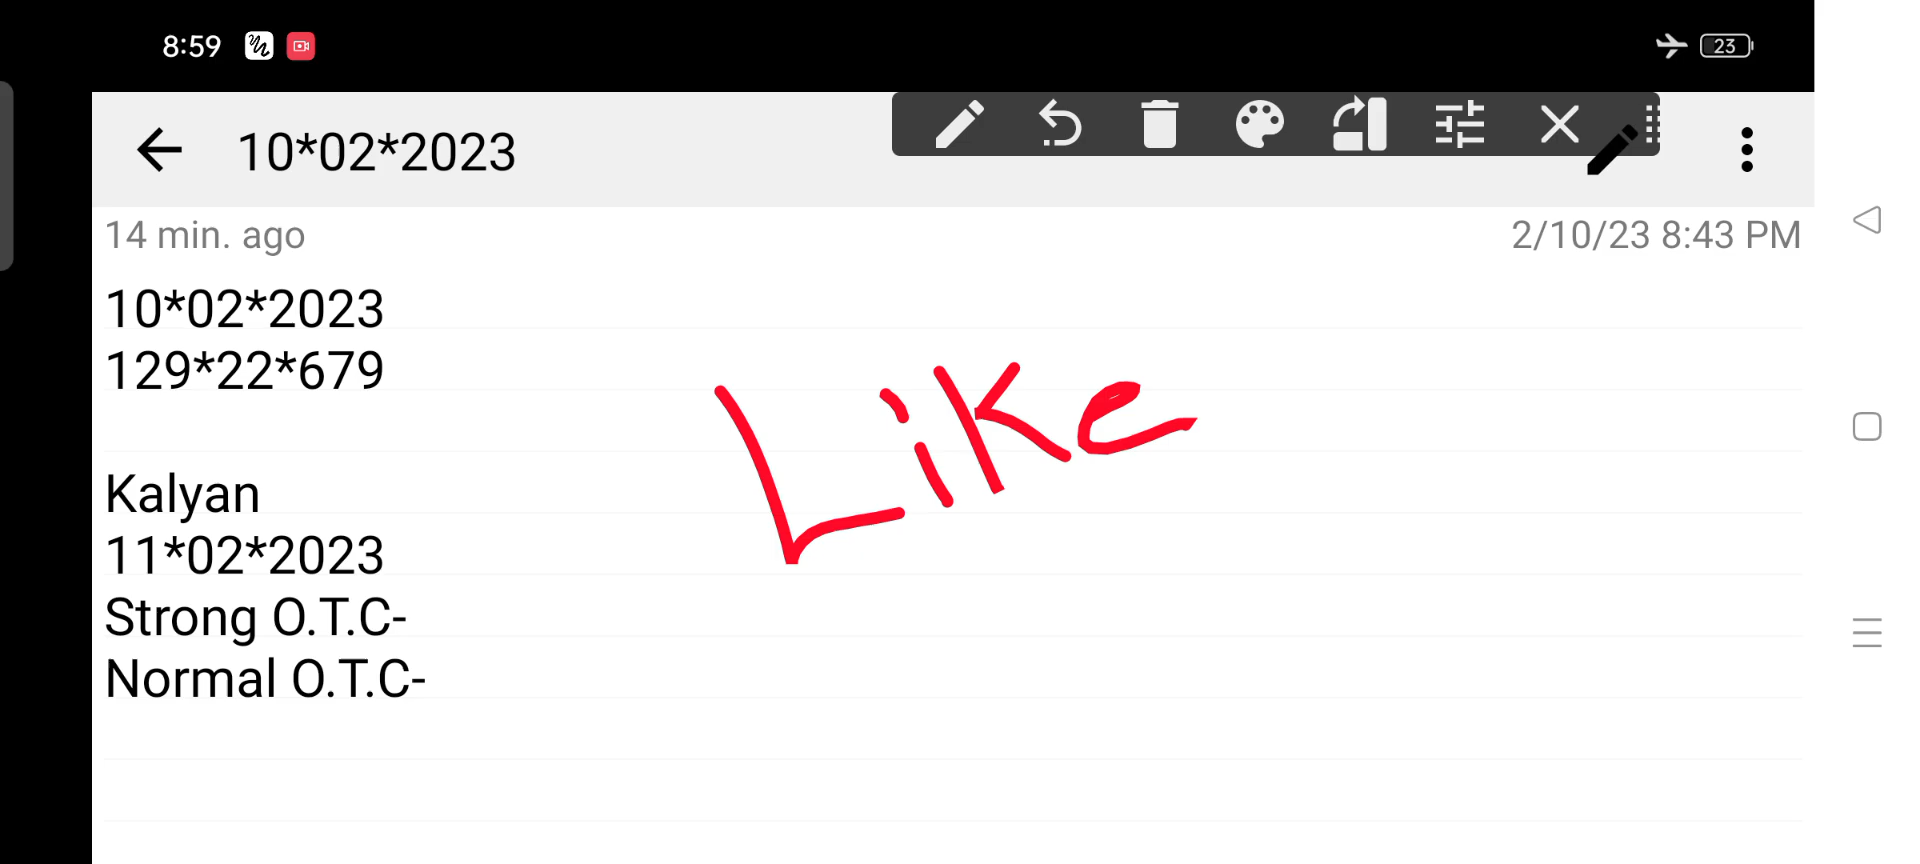 8:59
23
10*02*2023
14 min. ago
2/10/23 8:43 PM
10*02*2023
129*22*679
Like
Kalyan
11*02*2023
Strong O.T.C-
Normal O.T.C-